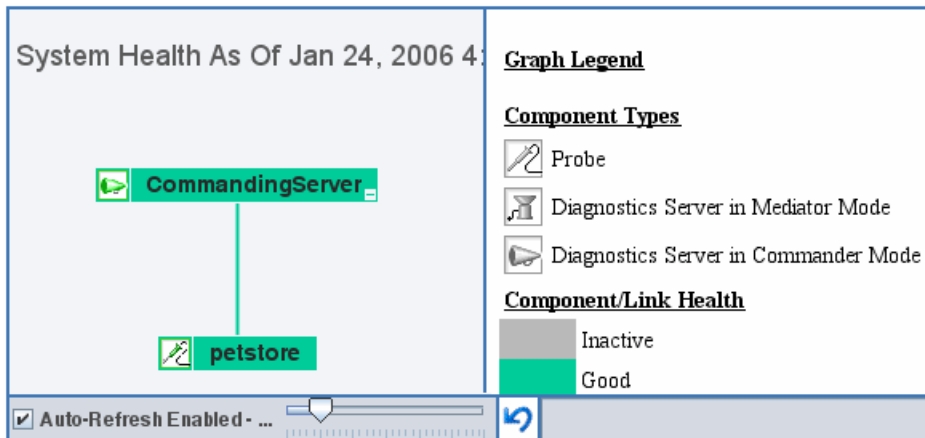 System Health As Of Jan 24, 2006 4:
CommandingServer
petstore
Auto-Refresh Enabled - ...
Graph Legend
Component Types
Probe
Diagnostics Server in Mediator Mode
Diagnostics Server in Commander Mode
Component/Link Health
Inactive
Good